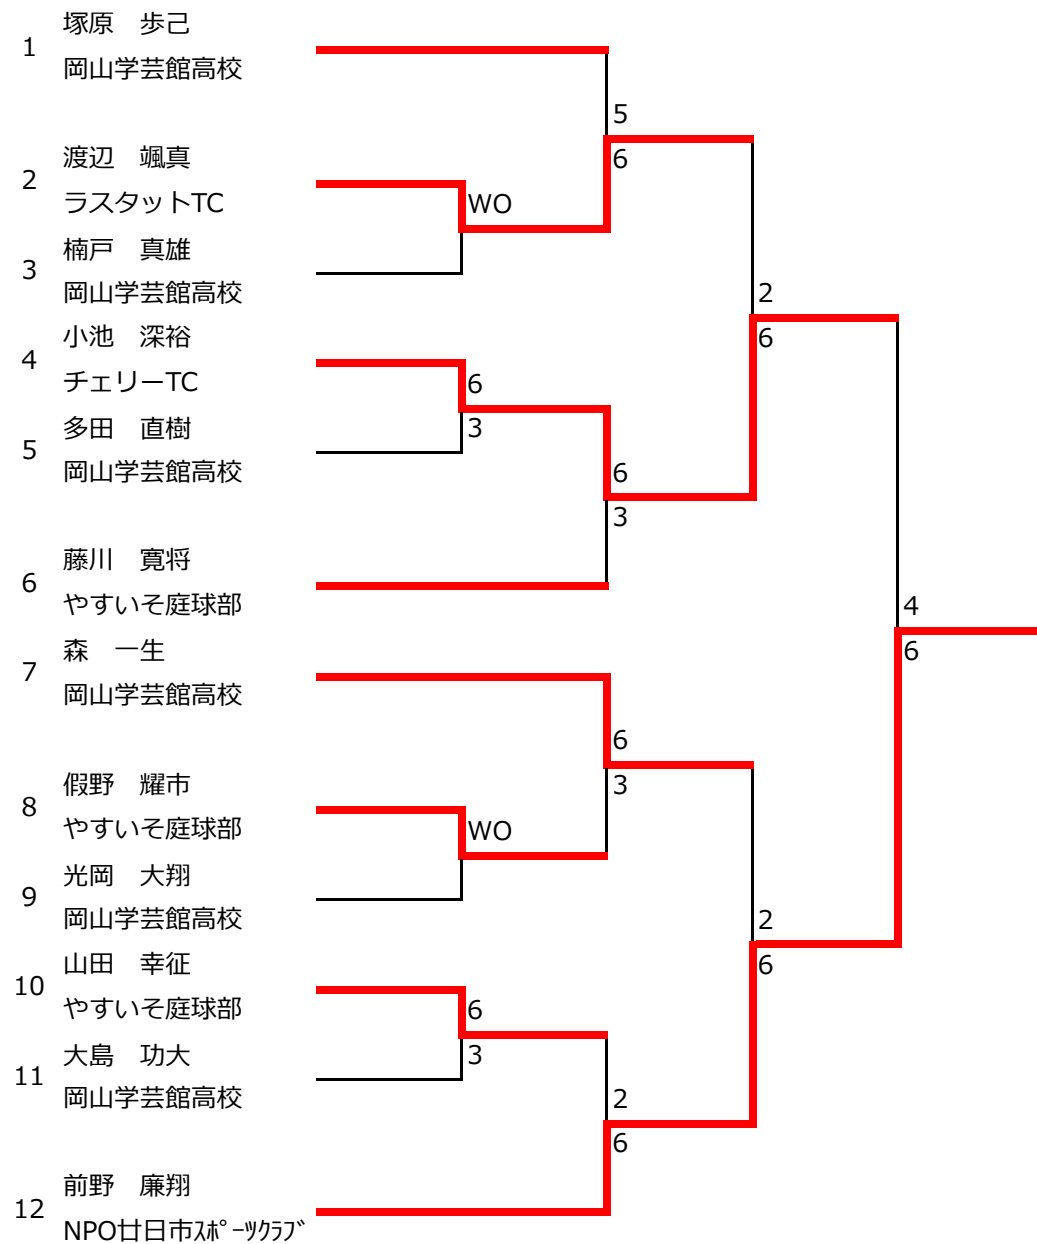 1
塚原　歩己
岡山学芸館高校
5
6
2
渡辺　颯真
ラスタットTC
WO
3
楠戸　真雄
岡山学芸館高校
2
6
4
小池　深裕
チェリーTC
6
3
5
多田　直樹
岡山学芸館高校
6
3
6
藤川　寛将
やすいそ庭球部
4
6
7
森　一生
岡山学芸館高校
6
3
8
假野　耀市
やすいそ庭球部
WO
9
光岡　大翔
岡山学芸館高校
2
6
10
山田　幸征
やすいそ庭球部
6
3
11
大島　功大
岡山学芸館高校
2
6
12
前野　廉翔
NPO廿日市ｽﾎﾟｰﾂｸﾗﾌﾞ